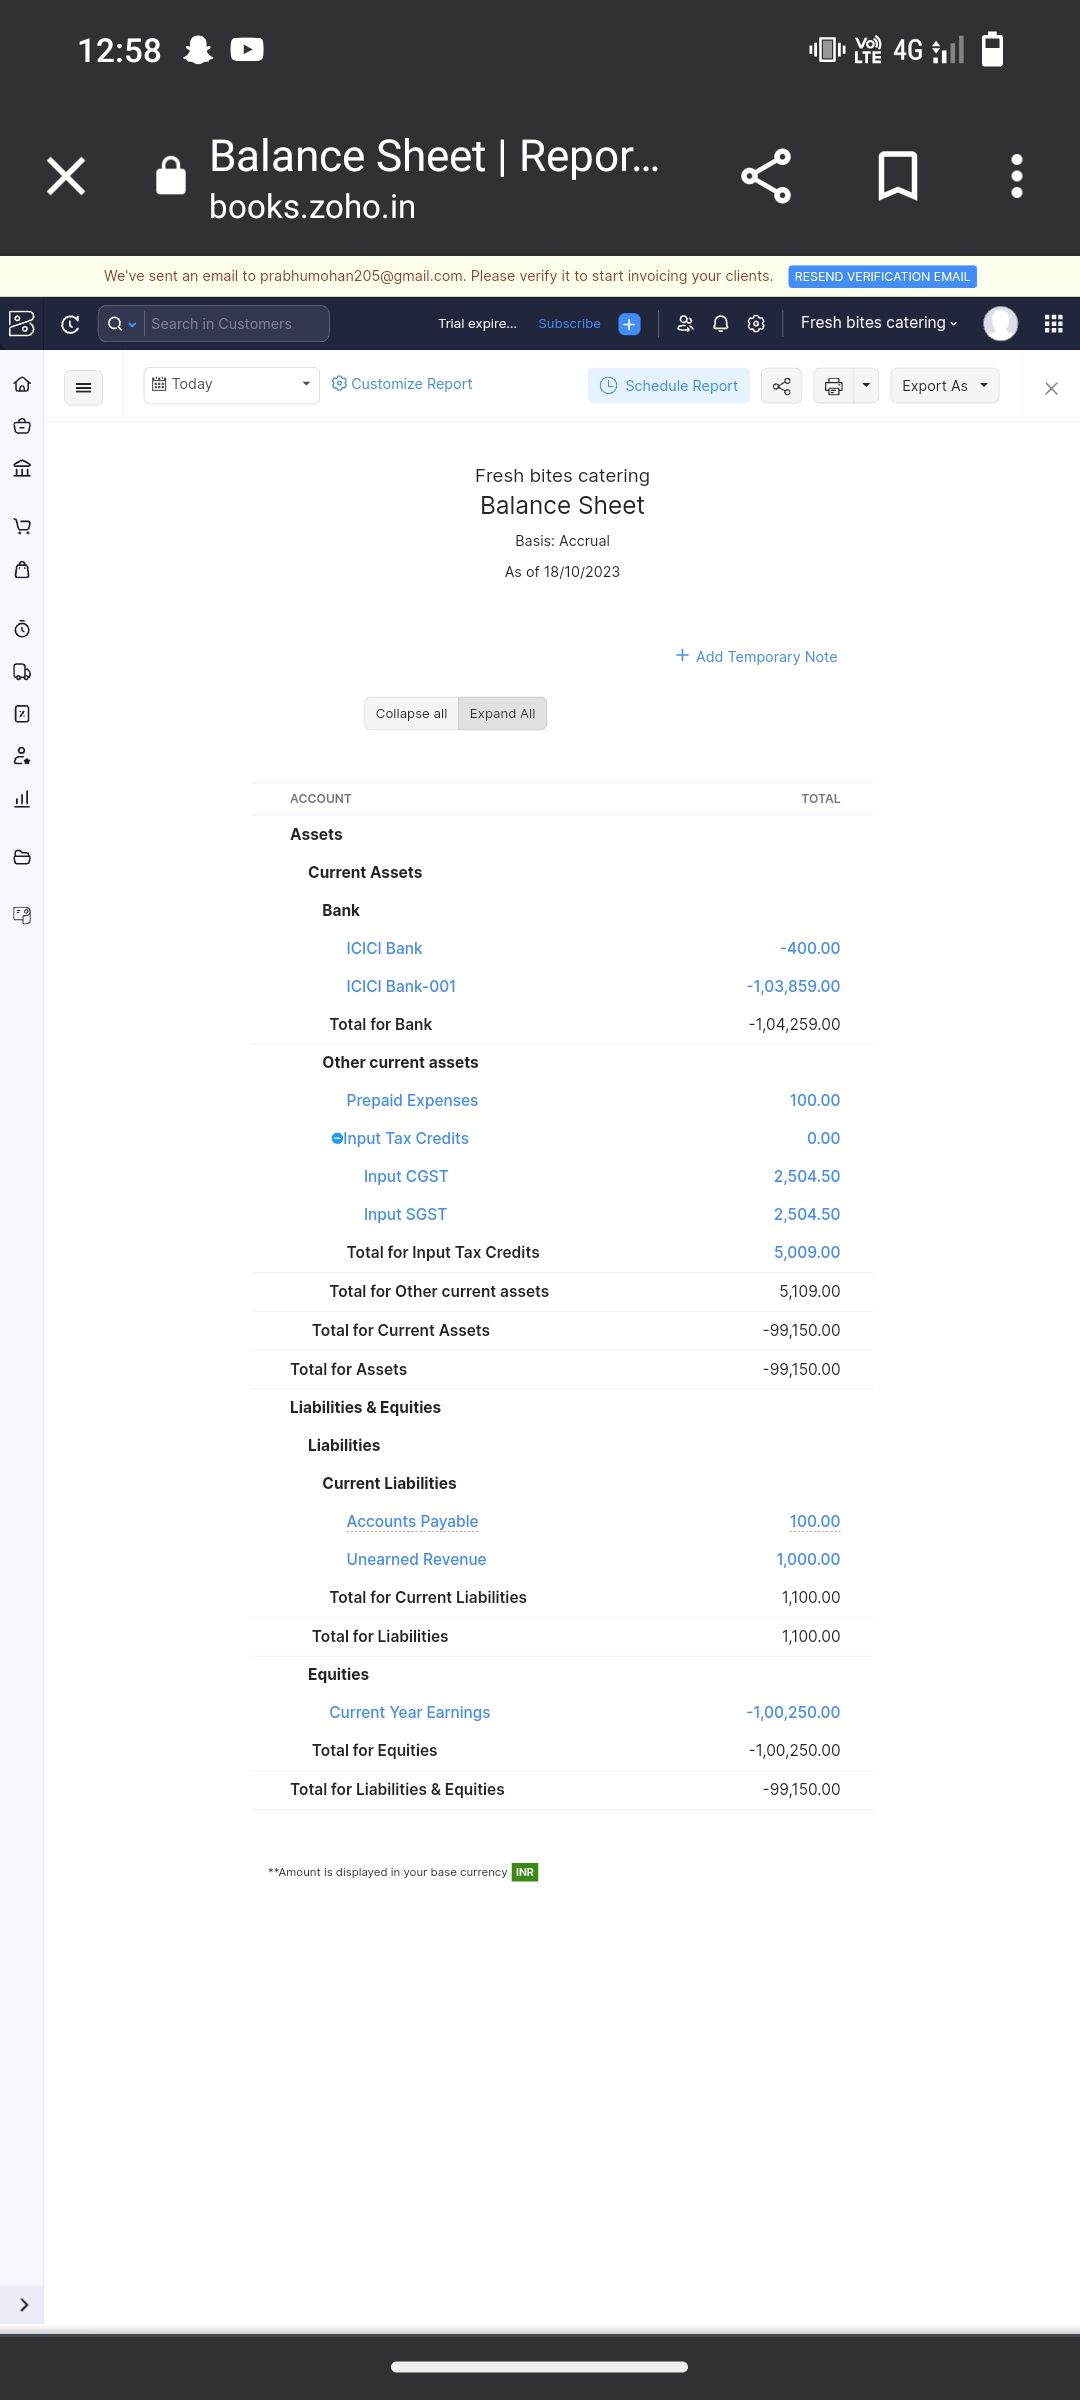 12:58
Vo) LTE 4G
Balance Sheet | Repor...
books.zoho.in
We've sent an email to prabhumohan205@gmail.com. Please verify it to start invoicing your clients. RESEND VERIFICATION EMAIL
Search in Customers Trial expire... Subscribe Fresh bites catering
Today Customize Report Schedule Report Export As
Fresh bites catering
Balance Sheet
Basis: Accrual
As of 18/10/2023
+ Add Temporary Note
Collapse all Expand All
ACCOUNT TOTAL
Assets
Current Assets
Bank
ICICI Bank -400.00
ICICI Bank-001 -1,03,859.00
Total for Bank -1,04,259.00
Other current assets
Prepaid Expenses 100.00
Input Tax Credits 0.00
Input CGST 2,504.50
Input SGST 2,504.50
Total for Input Tax Credits 5,009.00
Total for Other current assets 5,109.00
Total for Current Assets -99,150.00
Total for Assets -99,150.00
Liabilities & Equities
Liabilities
Current Liabilities
Accounts Payable 100.00
Unearned Revenue 1,000.00
Total for Current Liabilities 1,100.00
Total for Liabilities 1,100.00
Equities
Current Year Earnings -1,00,250.00
Total for Equities -1,00,250.00
Total for Liabilities & Equities -99,150.00
**Amount is displayed in your base currency INR